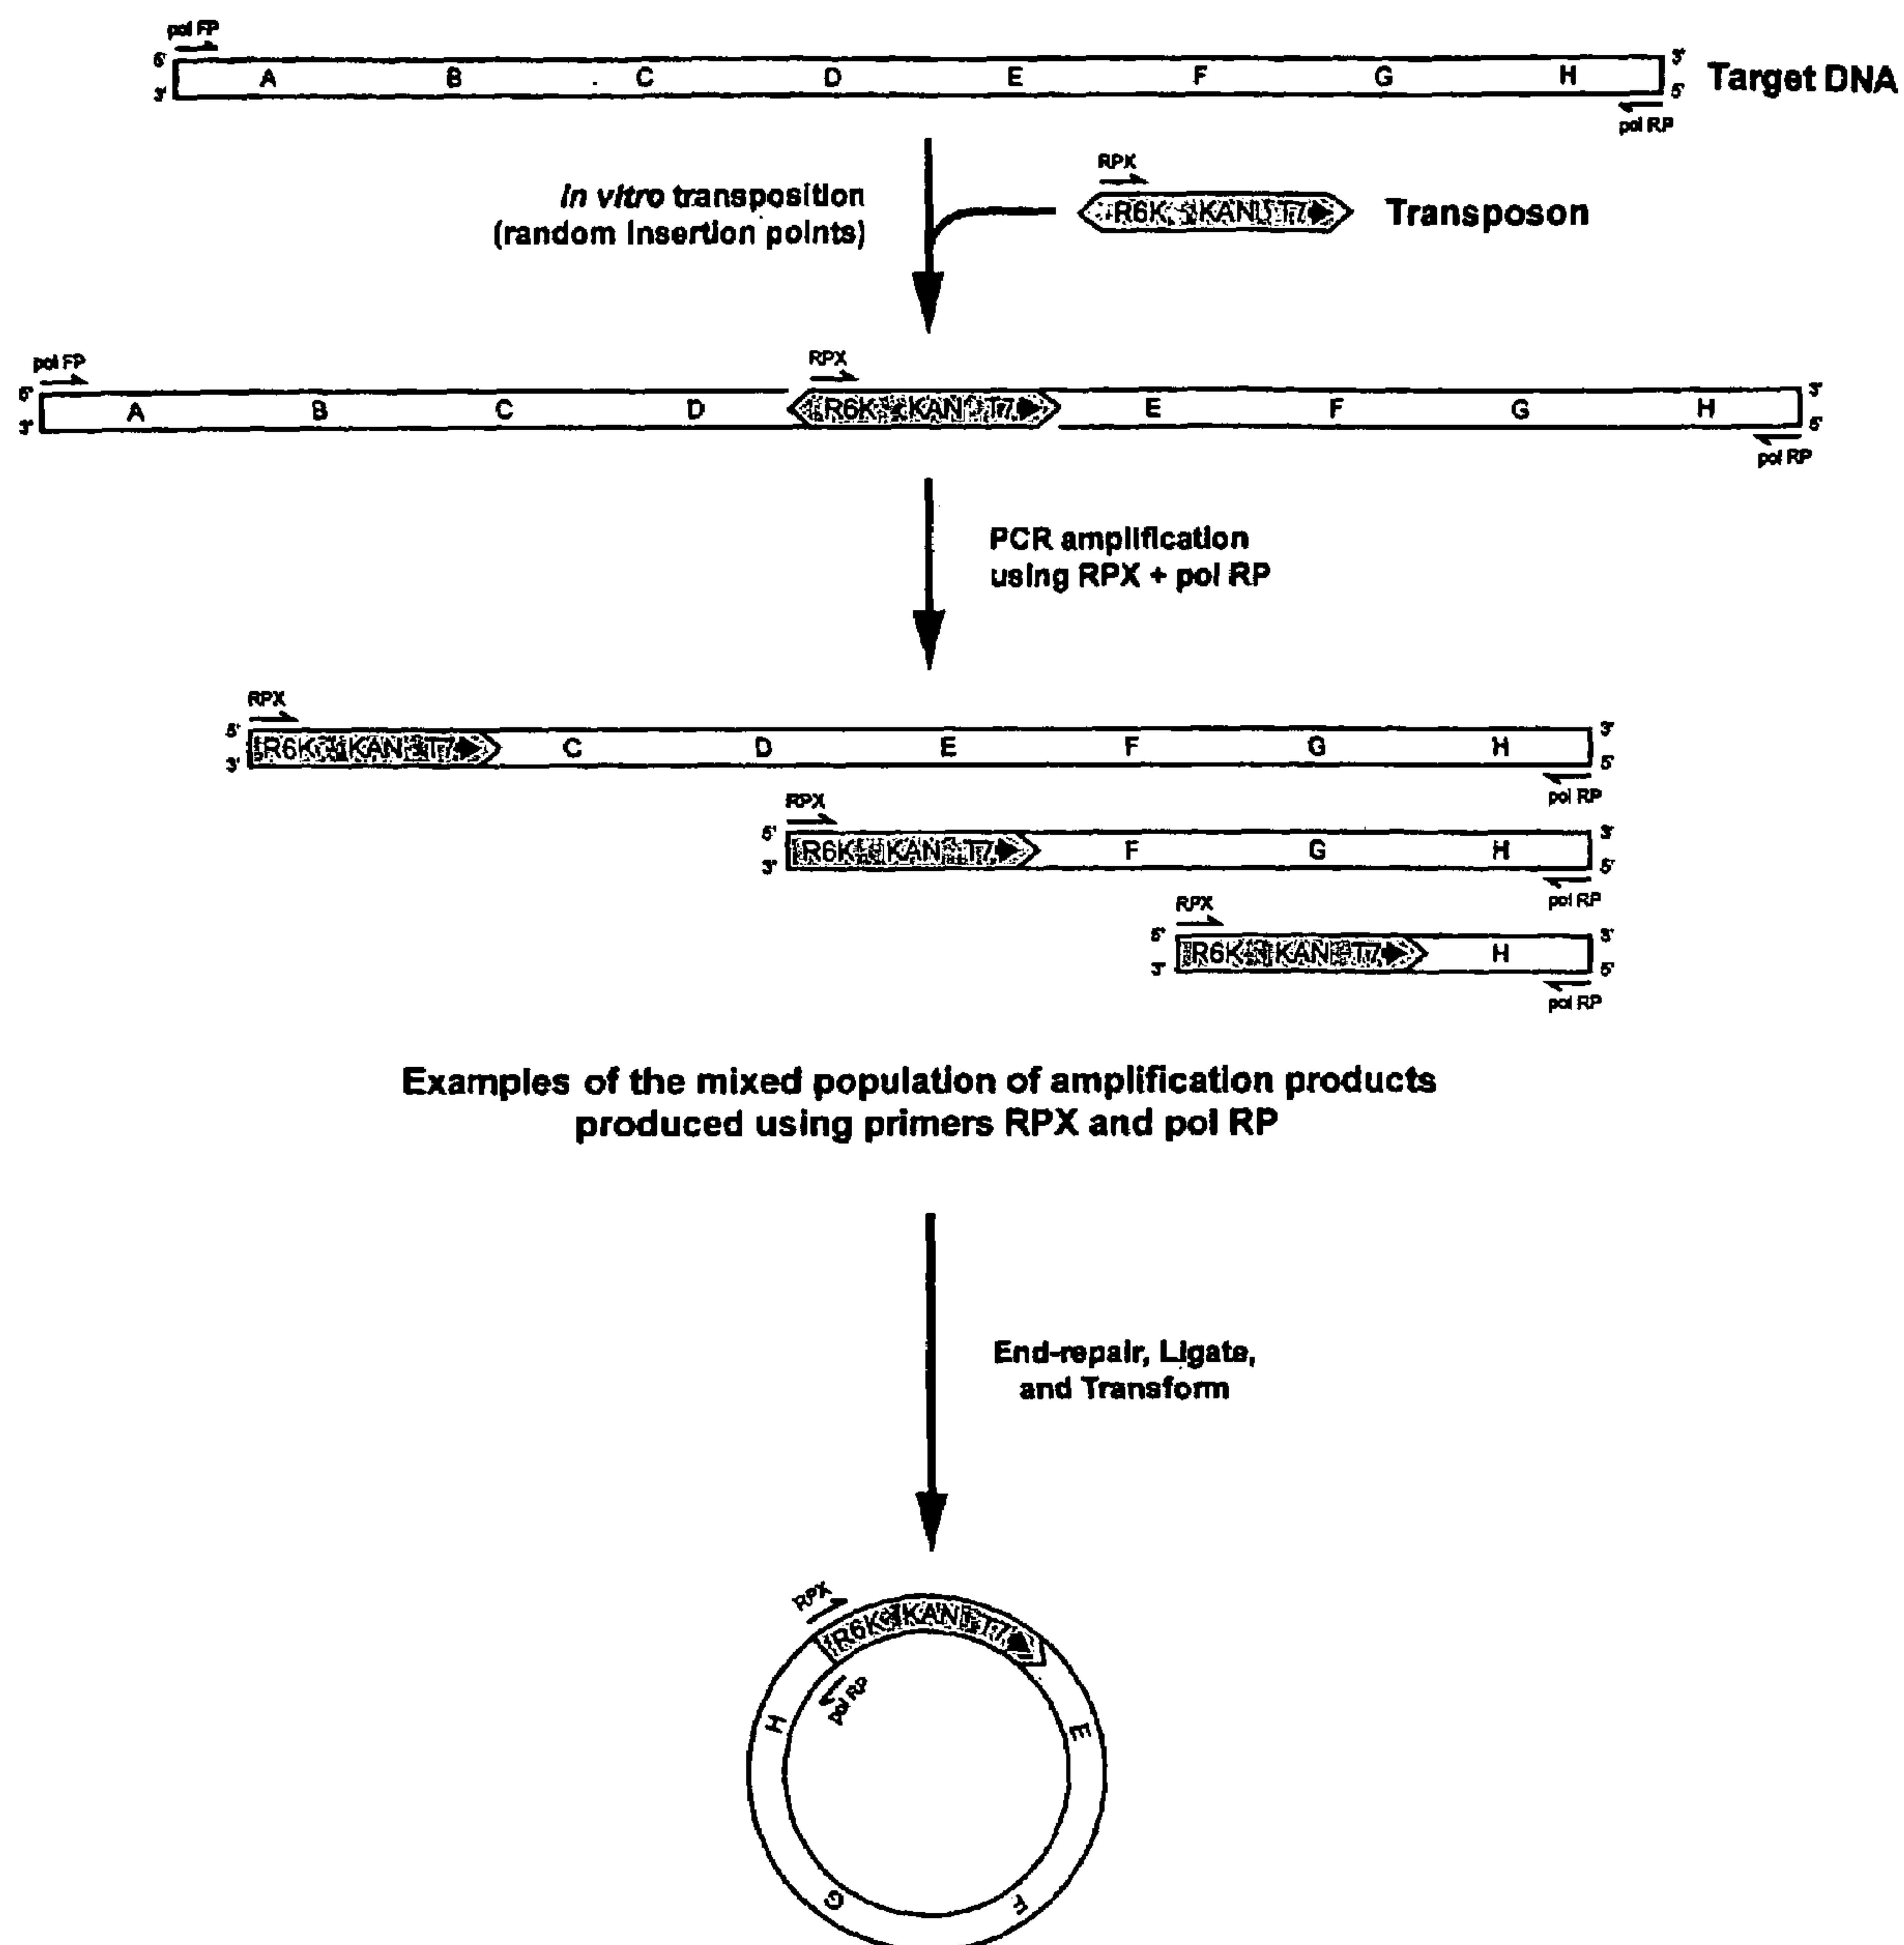 pol FP
5' 3'
A B C D E F G H
3' 5'
Target DNA
pol RP
In vitro transposition
(random insertion points)
RPX
R6K KAN T7
Transposon
pol FP
RPX
5' 3'
A B C D R6K KAN T7 E F G H
3' 5'
pol RP
PCR amplification
using RPX + pol RP
RPX
5' 3'
R6K KAN T7 C D E F G H
3' 5'
pol RP
RPX
5' 3'
R6K KAN T7 F G H
3' 5'
pol RP
RPX
5' 3'
R6K KAN T7 H
3' 5'
pol RP
Examples of the mixed population of amplification products
produced using primers RPX and pol RP
End-repair, Ligate,
and Transform
RPX
R6K KAN T7
pol RP
H E
G F